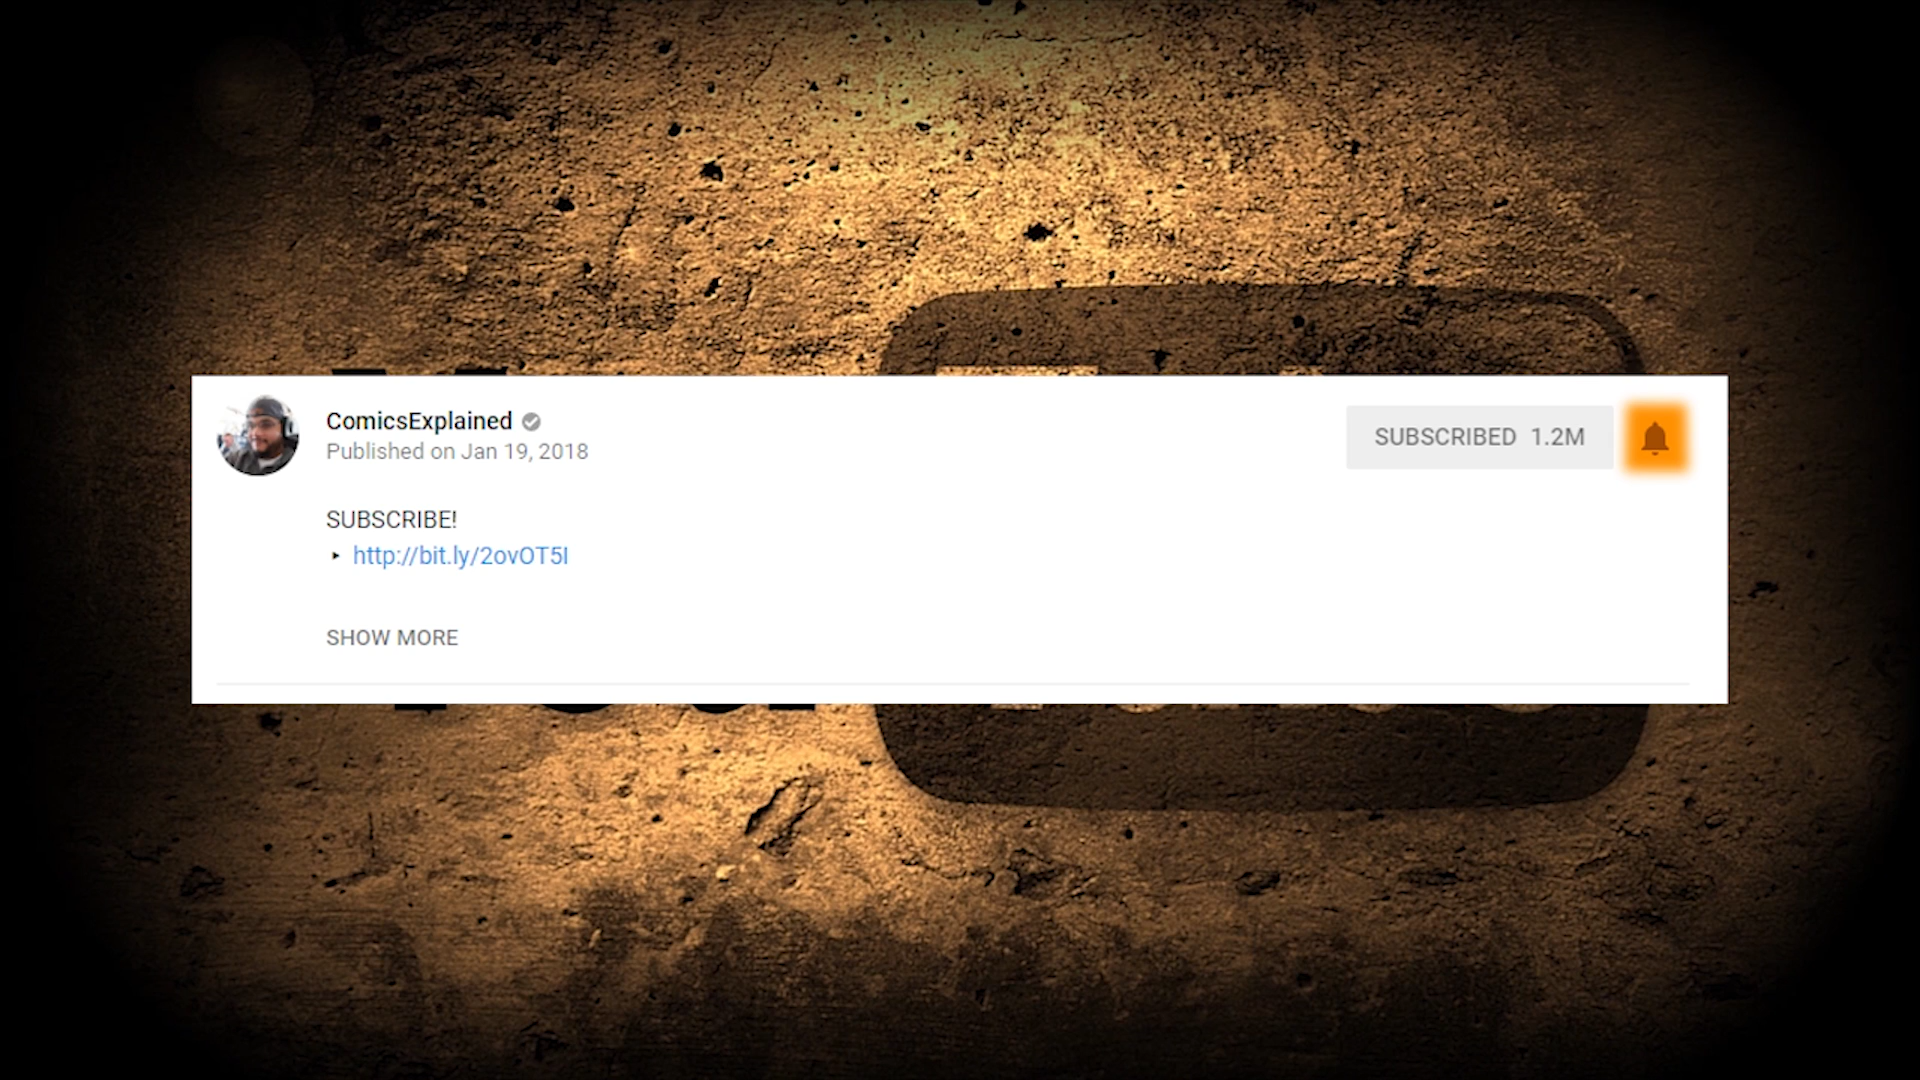 ComicsExplained
Published on Jan 19, 2018
SUBSCRIBED 1.2M
SUBSCRIBE!
‣ http://bit.ly/2ovOT5I
SHOW MORE